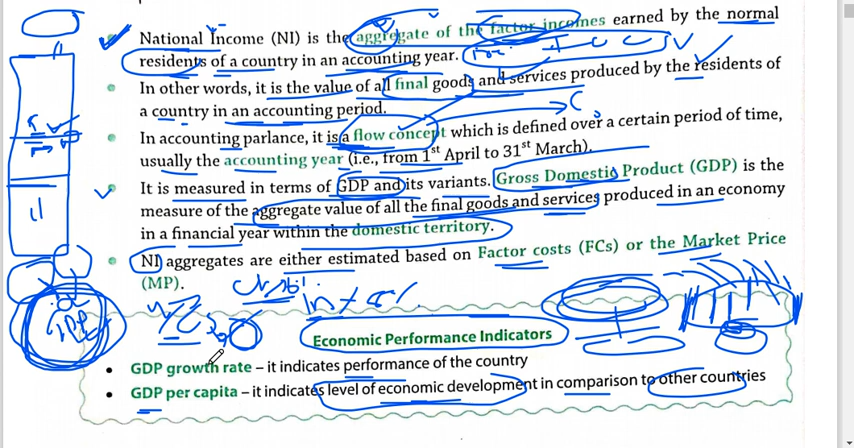 National Income (NI) is the aggregate of the factor incomes earned by the normal
residents of a country in an accounting year.
In other words, it is the value of all final goods and services produced by the residents of
a country in an accounting period.
In accounting parlance, it is a flow concept which is defined over a certain period of time,
usually the accounting year (i.e., from 1st April to 31st March).
It is measured in terms of GDP and its variants. Gross Domestic Product (GDP) is the
measure of the aggregate value of all the final goods and services produced in an economy
in a financial year within the domestic territory.
NI aggregates are either estimated based on Factor costs (FCs) or the Market Price
(MP).
GDP
Economic Performance Indicators
• GDP growth rate – it indicates performance of the country
• GDP per capita – it indicates level of economic development in comparison to other countries